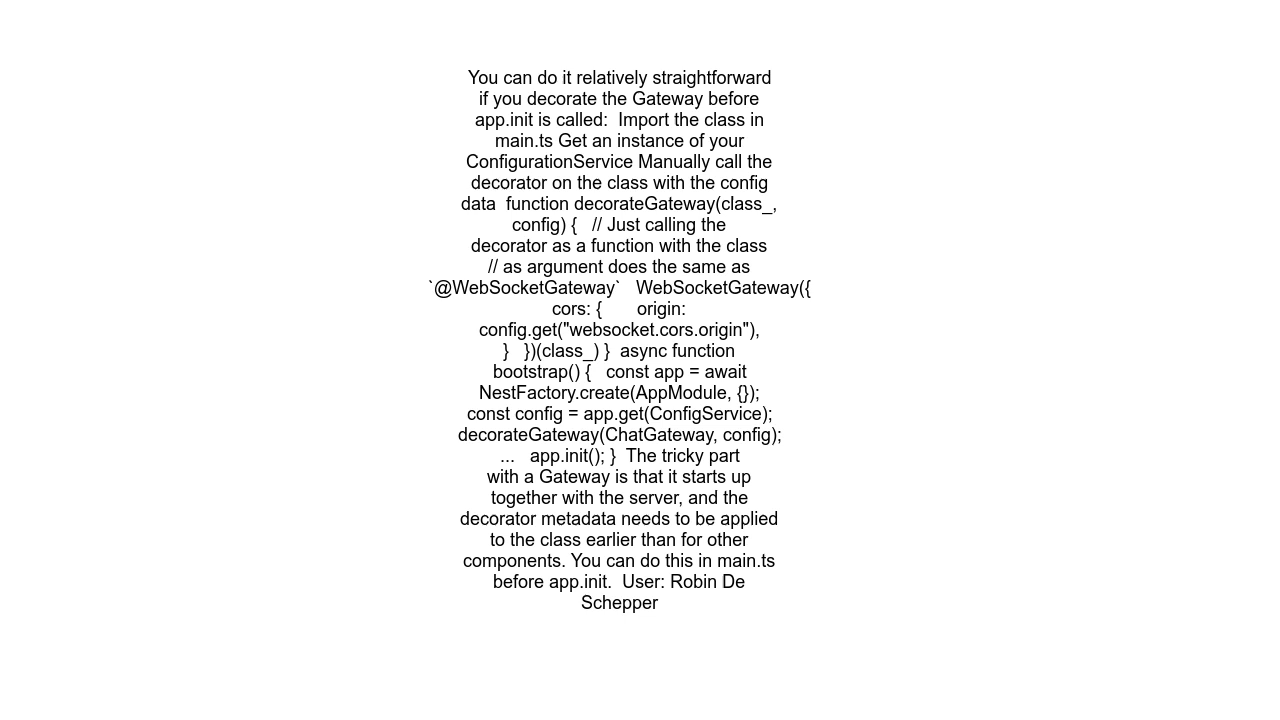 You can do it relatively straightforward
if you decorate the Gateway before
app.init is called:  Import the class in
main.ts Get an instance of your
ConfigurationService Manually call the
decorator on the class with the config
data  function decorateGateway(class_,
config) {   // Just calling the
decorator as a function with the class
// as argument does the same as
`@WebSocketGateway`   WebSocketGateway({
cors: {       origin:
config.get("websocket.cors.origin"),
}   })(class_) }  async function
bootstrap() {   const app = await
NestFactory.create(AppModule, {});
const config = app.get(ConfigService);
decorateGateway(ChatGateway, config);
...   app.init(); }  The tricky part
with a Gateway is that it starts up
together with the server, and the
decorator metadata needs to be applied
to the class earlier than for other
components. You can do this in main.ts
before app.init.  User: Robin De
Schepper